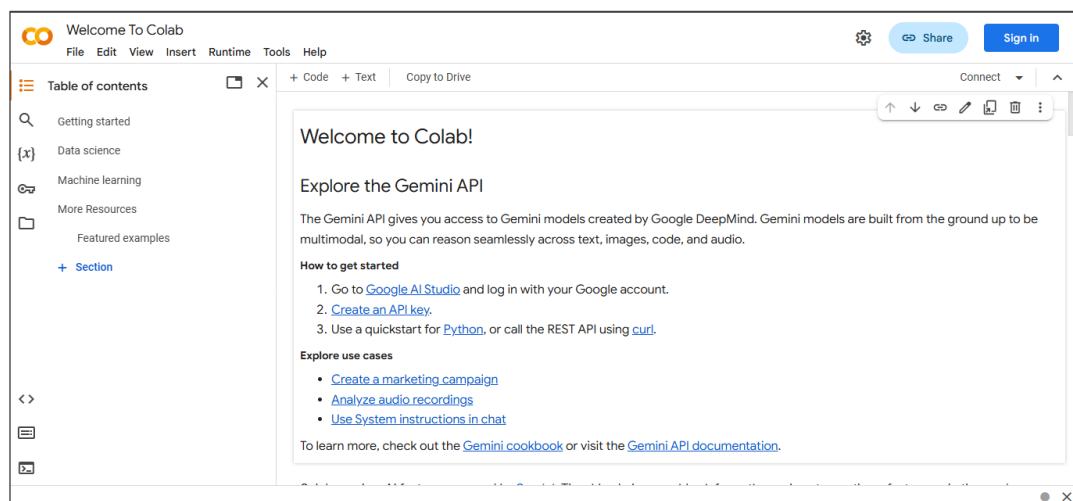 Welcome To Colab
File Edit View Insert Runtime Tools Help
Share
Sign in
Table of contents
+ Code + Text Copy to Drive
Connect
Getting started
Data science
Machine learning
More Resources
Featured examples
+ Section
{x}
Welcome to Colab!
Explore the Gemini API
The Gemini API gives you access to Gemini models created by Google DeepMind. Gemini models are built from the ground up to be
multimodal, so you can reason seamlessly across text, images, code, and audio.
How to get started
1. Go to Google AI Studio and log in with your Google account.
2. Create an API key.
3. Use a quickstart for Python, or call the REST API using curl.
Explore use cases
• Create a marketing campaign
• Analyze audio recordings
• Use System instructions in chat
To learn more, check out the Gemini cookbook or visit the Gemini API documentation.